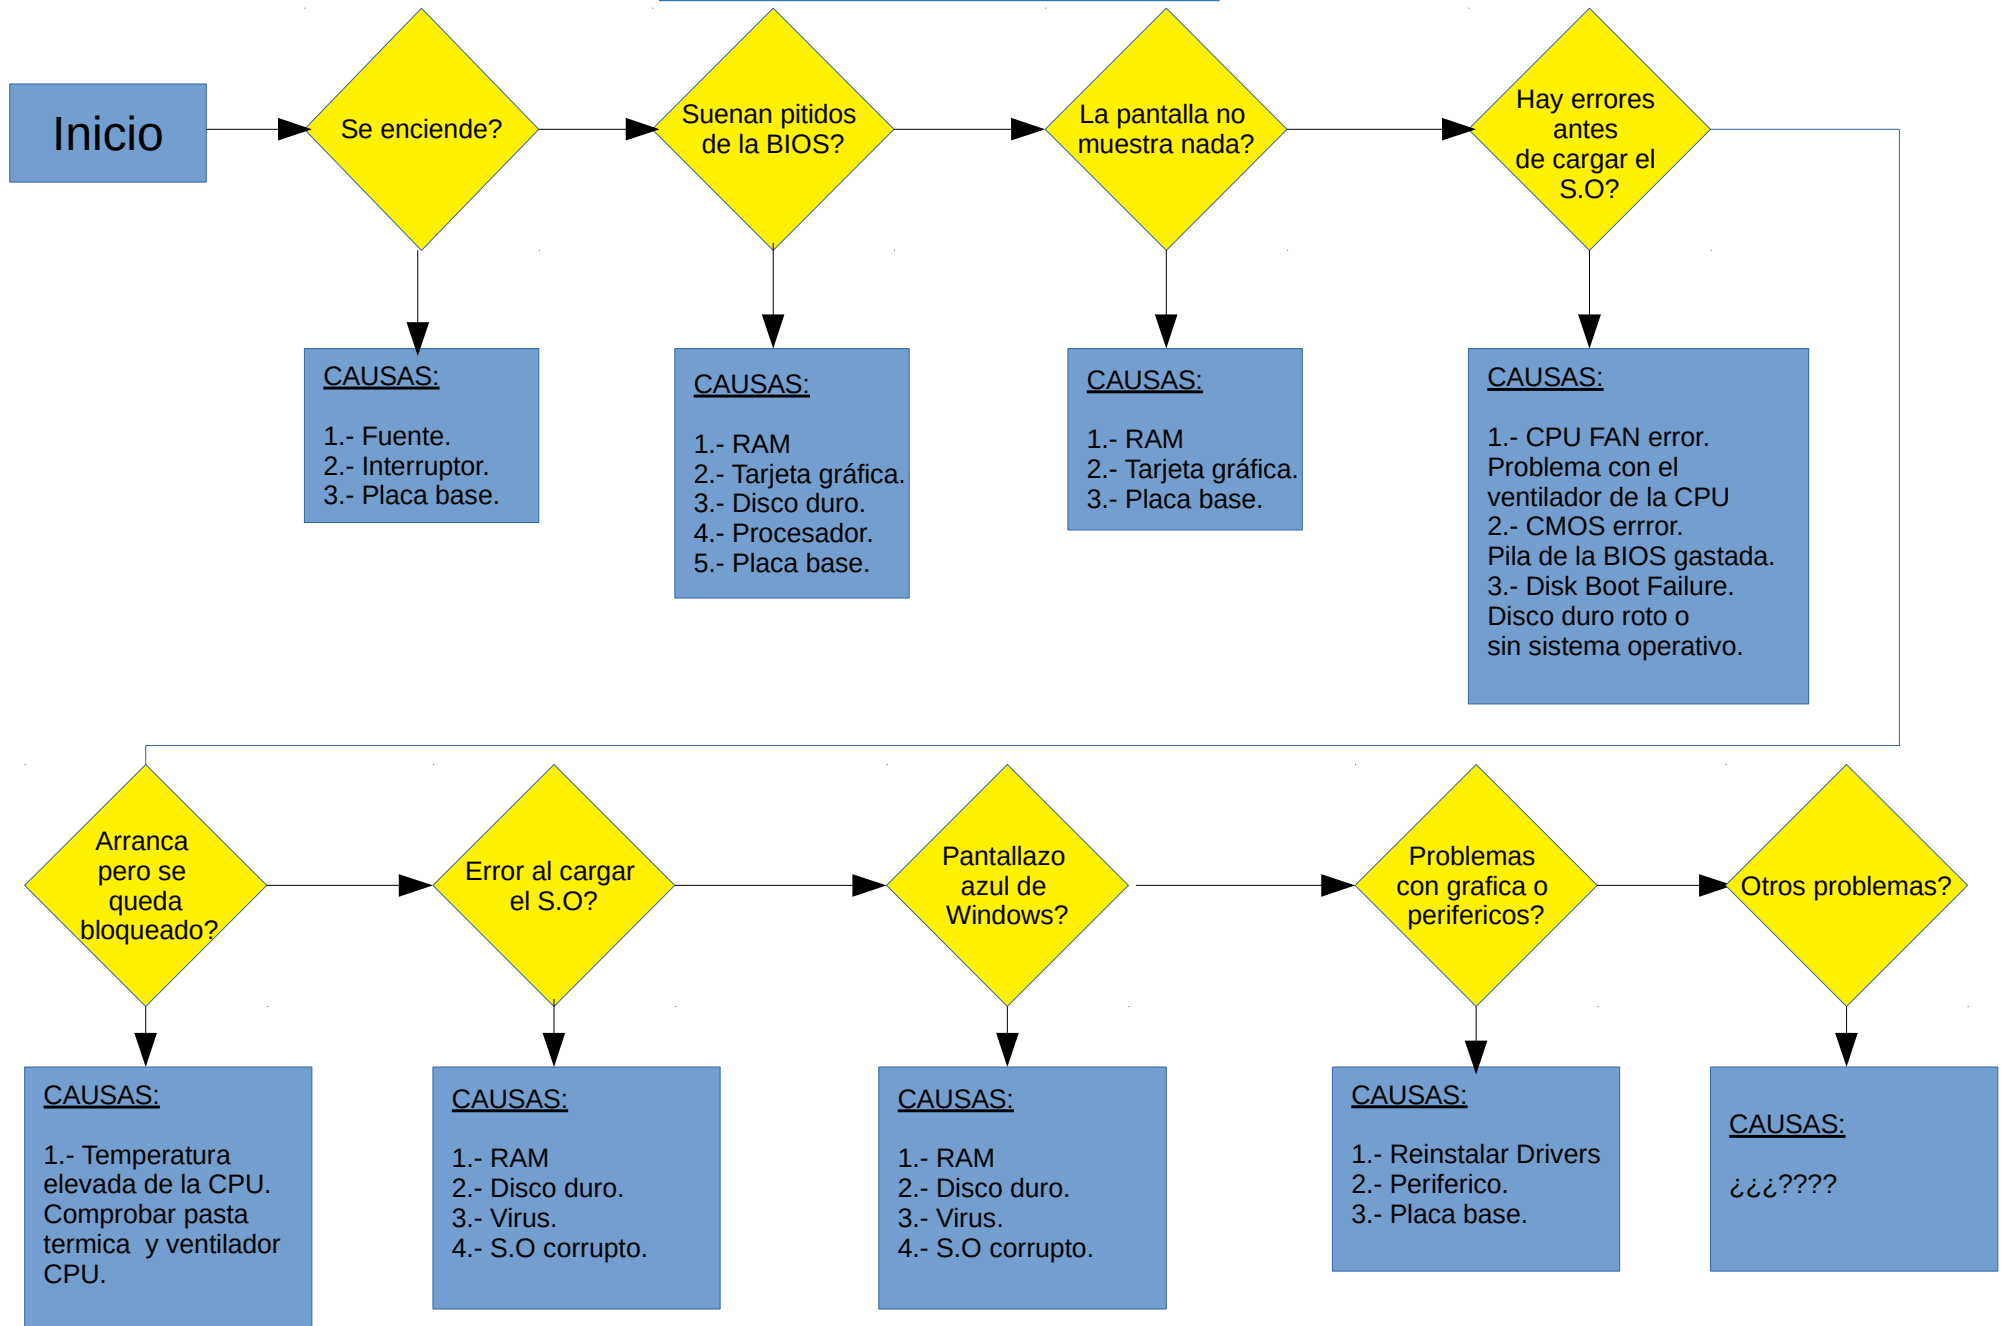 Inicio
Se enciende?
Suenan pitidos
de la BIOS?
La pantalla no
muestra nada?
Hay errores
antes
de cargar el
S.O?
CAUSAS:
1.- Fuente.
2.- Interruptor.
3.- Placa base.
CAUSAS:
1.- RAM
2.- Tarjeta gráfica.
3.- Disco duro.
4.- Procesador.
5.- Placa base.
CAUSAS:
1.- RAM
2.- Tarjeta gráfica.
3.- Placa base.
CAUSAS:
1.- CPU FAN error.
Problema con el
ventilador de la CPU
2.- CMOS errror.
Pila de la BIOS gastada.
3.- Disk Boot Failure.
Disco duro roto o
sin sistema operativo.
Arranca
pero se
queda
bloqueado?
Error al cargar
el S.O?
Pantallazo
azul de
Windows?
Problemas
con grafica o
perifericos?
Otros problemas?
CAUSAS:
1.- Temperatura
elevada de la CPU.
Comprobar pasta
termica  y ventilador
CPU.
CAUSAS:
1.- RAM
2.- Disco duro.
3.- Virus.
4.- S.O corrupto.
CAUSAS:
1.- RAM
2.- Disco duro.
3.- Virus.
4.- S.O corrupto.
CAUSAS:
1.- Reinstalar Drivers
2.- Periferico.
3.- Placa base.
CAUSAS:
¿¿¿????